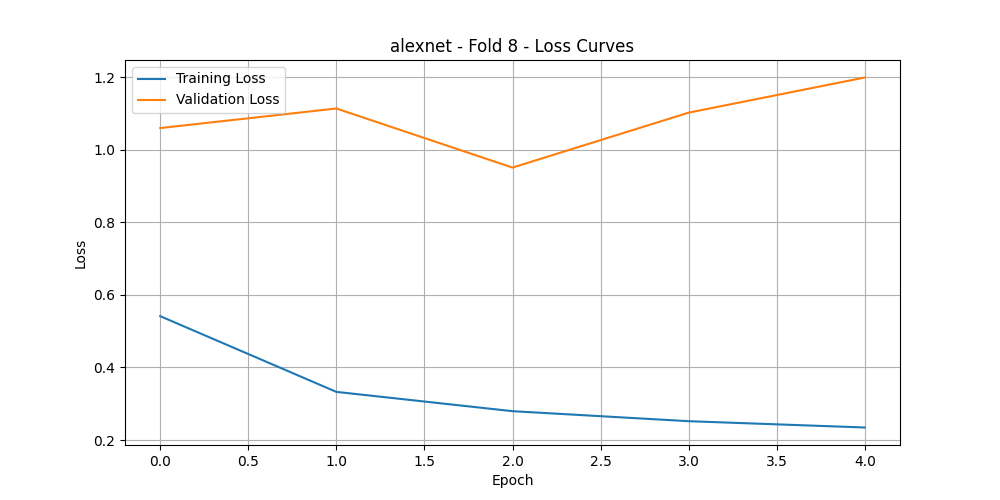 alexnet - Fold 8 - Loss Curves
Training Loss
Validation Loss
1.2
1.0
0.8
0.6
0.4
0.2
Loss
0.0 0.5 1.0 1.5 2.0 2.5 3.0 3.5 4.0
Epoch